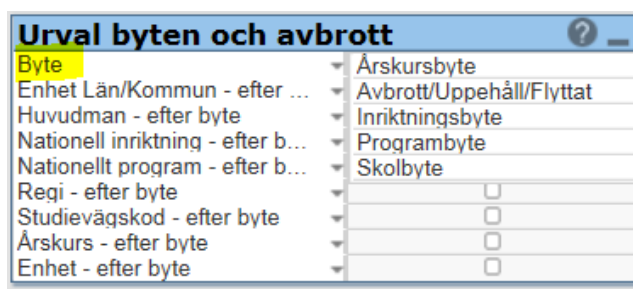 Urval byten och avbrott ? _
Byte Årskursbyte
Enhet Län/Kommun - efter ... Avbrott/Uppehåll/Flyttat
Huvudman - efter byte Inriktningsbyte
Nationell inriktning - efter b... Programbyte
Nationellt program - efter b... Skolbyte
Regi - efter byte
Studievägskod - efter byte
Årskurs - efter byte
Enhet - efter byte